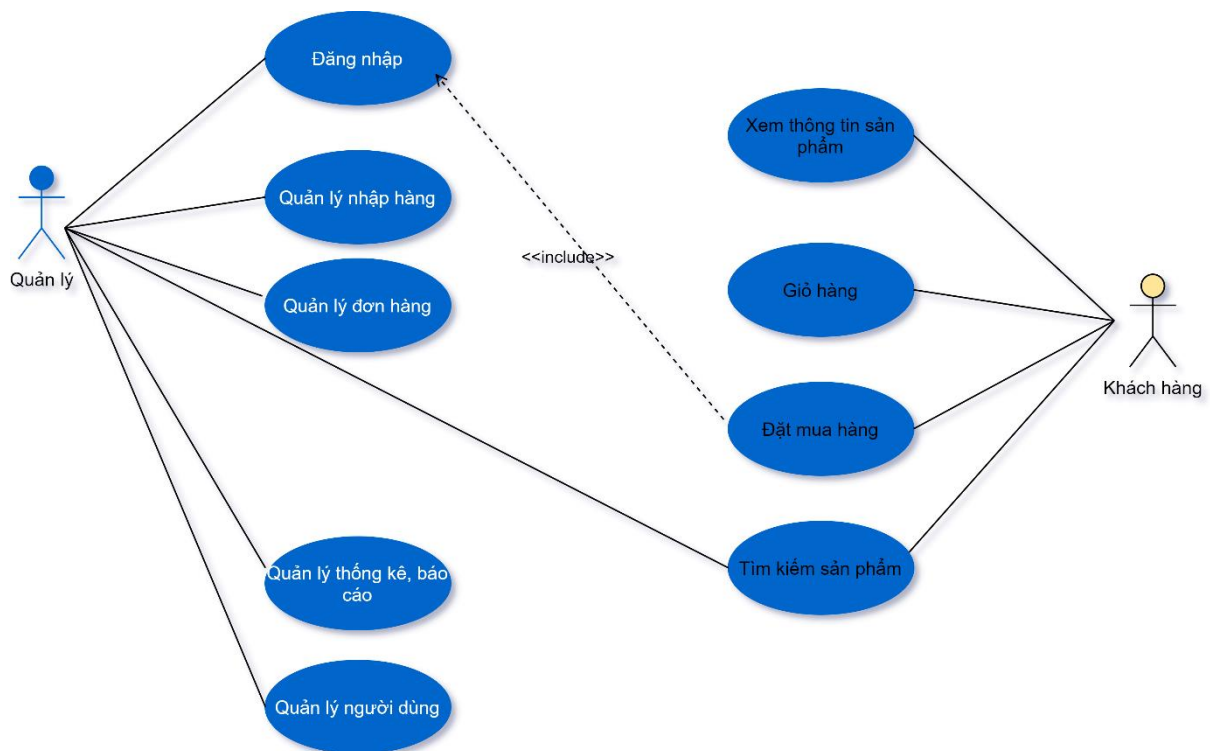 Đăng nhập
Xem thông tin sản
phẩm
Quản lý nhập hàng
<<include>>
Quản lý
Quản lý đơn hàng
Giỏ hàng
Khách hàng
Đặt mua hàng
Quản lý thống kê, báo
cáo
Tìm kiếm sản phẩm
Quản lý người dùng